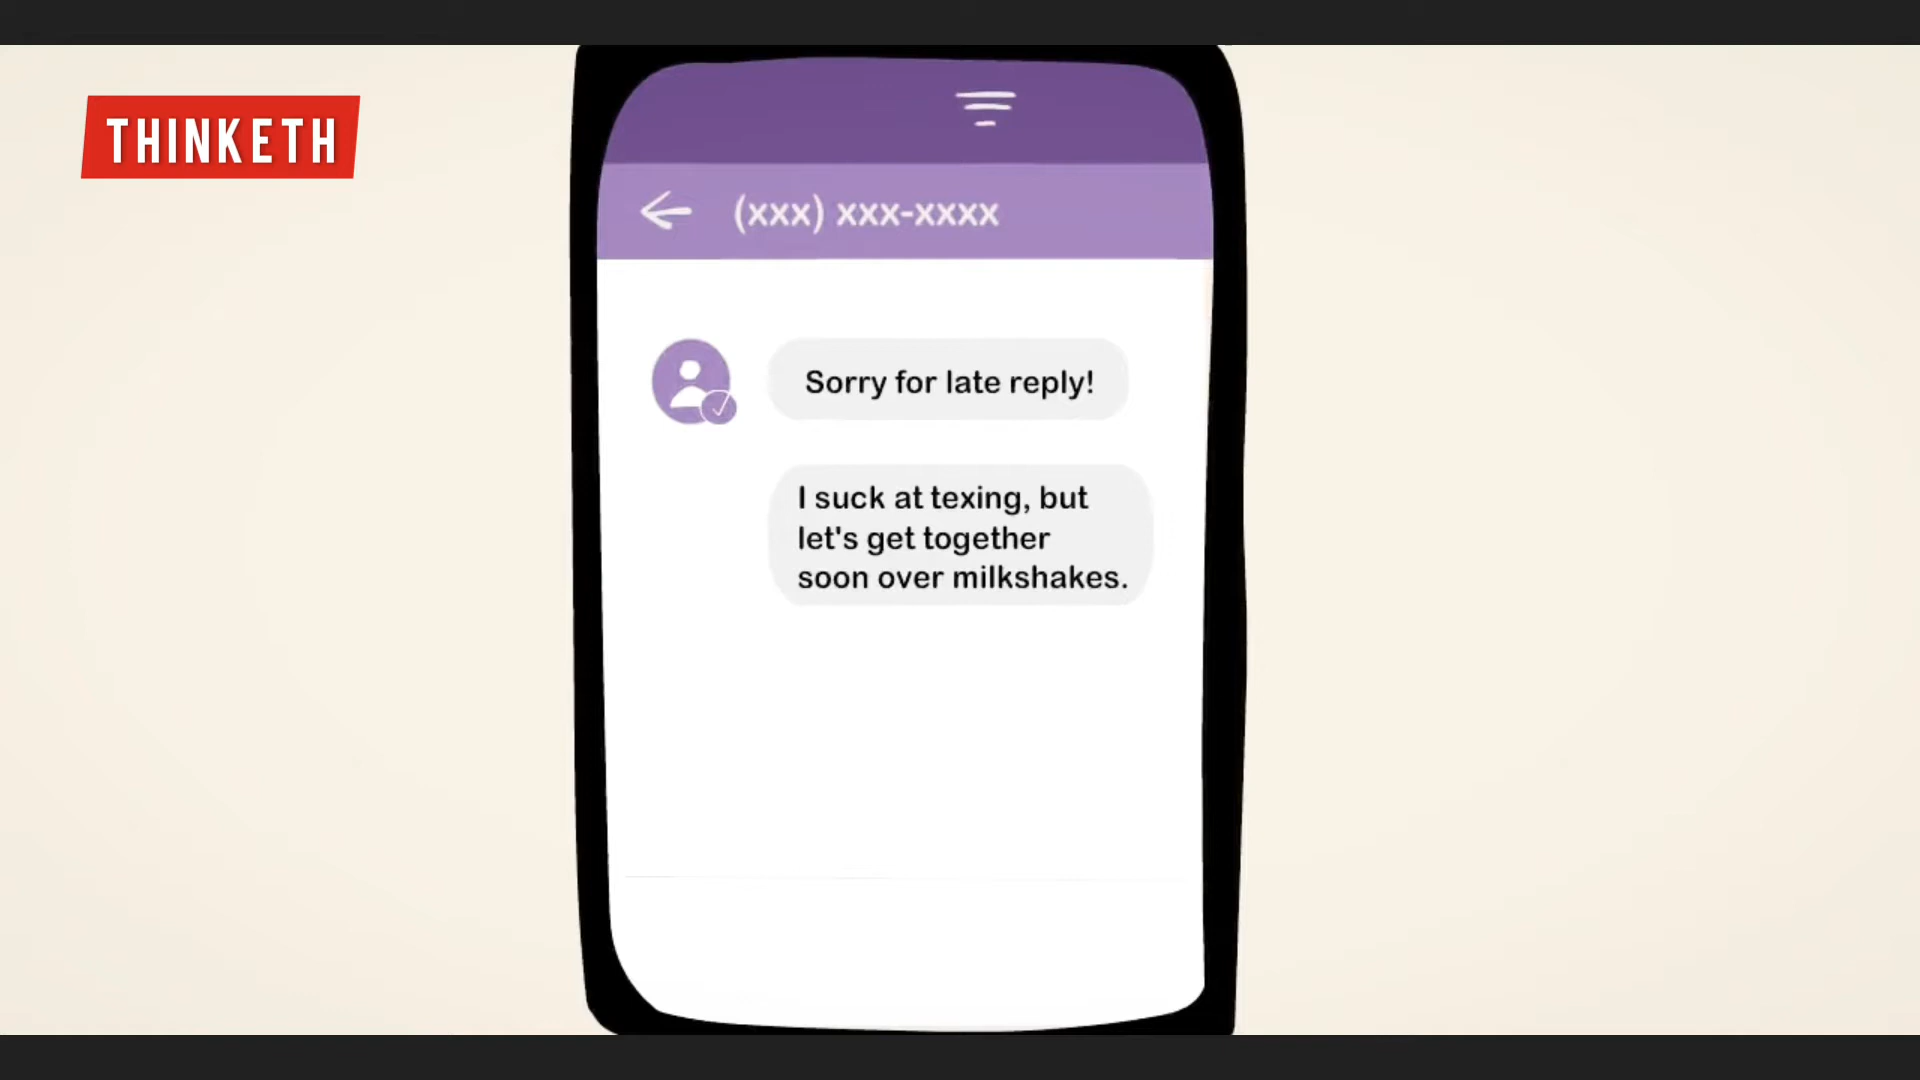 THINKETH
(xxx) xxx-xxxx
Sorry for late reply!
I suck at texing, but
let's get together
soon over milkshakes.